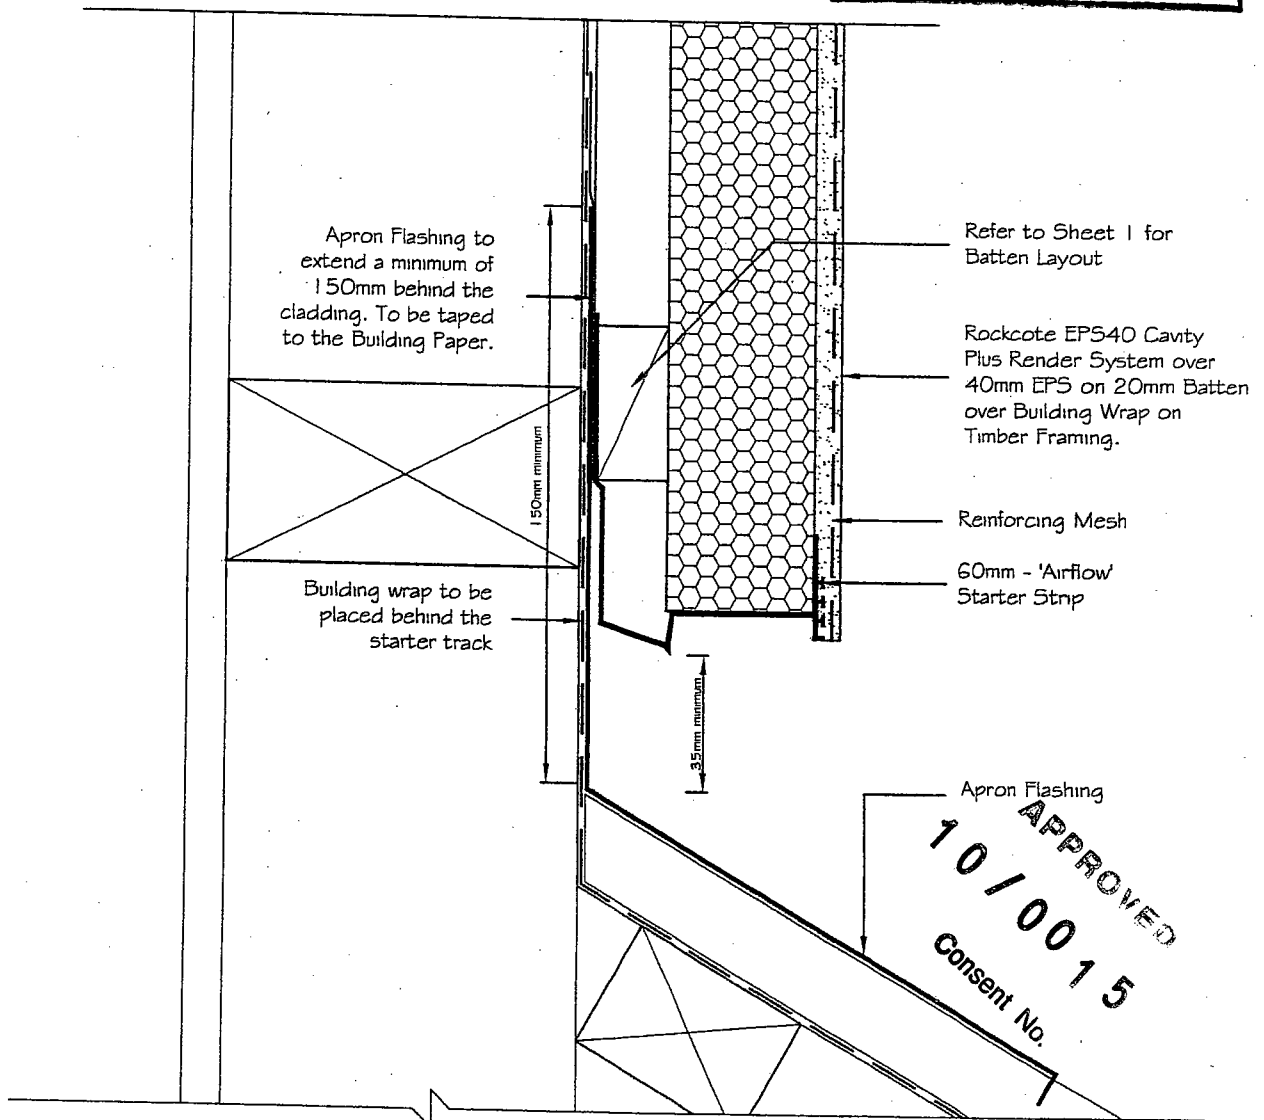 Apron Flashing to
extend a minimum of
150mm behind the
cladding. To be taped
to the Building Paper.
150mm minimum
Building wrap to be
placed behind the
starter track
Refer to Sheet 1 for
Batten Layout
Rockcote EPS40 Cavity
Plus Render System over
40mm EPS on 20mm Batten
over Building Wrap on
Timber Framing.
Reinforcing Mesh
60mm - 'Airflow'
Starter Strip
35mm minimum
Apron Flashing
APPROVED
10/0015
Consent No.